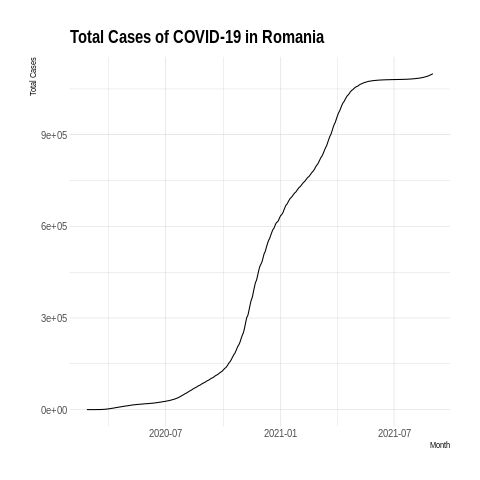 Total Cases of COVID-19 in Romania
Total Cases
9e+05
6e+05
3e+05
0e+00
2020-07 2021-01 2021-07
Month